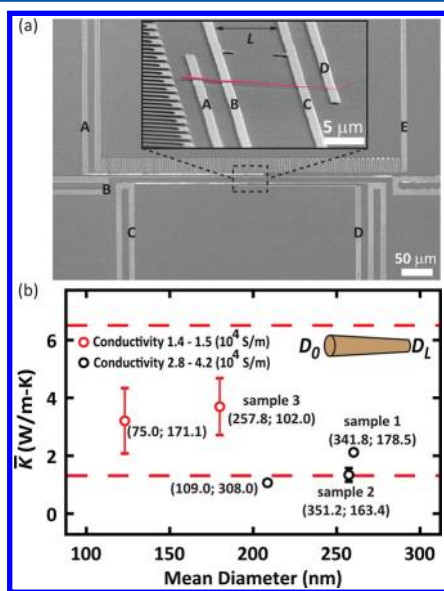 (a)
L
A
B
C
D
5 μm
A
B
C
D
E
50 μm
(b)
K̅ (W/m-K)
6
4
2
0
Conductivity 1.4 - 1.5 (10⁴ S/m)
Conductivity 2.8 - 4.2 (10⁴ S/m)
D₀
D_L
sample 3
(257.8; 102.0)
(75.0; 171.1)
sample 1
(341.8; 178.5)
(109.0; 308.0)
sample 2
(351.2; 163.4)
100 150 200 250 300
Mean Diameter (nm)